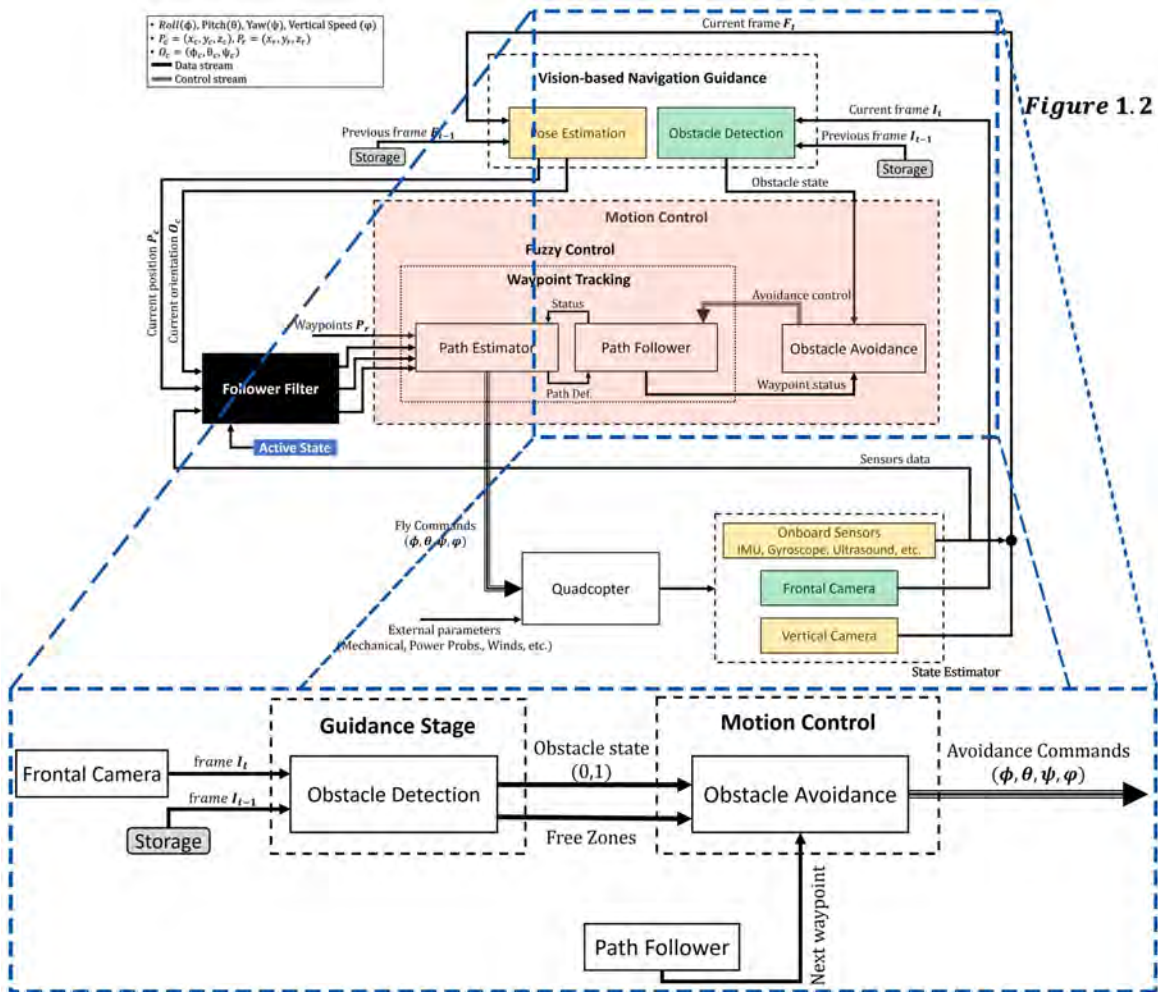 • Roll(ϕ), Pitch(θ), Yaw(ψ), Vertical Speed (φ)
• P_c = (x_c, y_c, z_c), P_r = (x_r, y_r, z_r)
• O_c = (ϕ_c, θ_c, ψ_c)
Data stream
Control stream
Current frame F_t
Vision-based Navigation Guidance
Figure 1.2
Current frame I_t
Previous frame F_{t-1}
Storage
Pose Estimation
Obstacle Detection
Previous frame I_{t-1}
Storage
Obstacle state
Current position P_c
Current orientation O_c
Motion Control
Fuzzy Control
Waypoint Tracking
Status
Avoidance control
Waypoints P_r
Path Estimator
Path Follower
Obstacle Avoidance
Follower Filter
Path Def.
Waypoint status
Active State
Sensors data
Fly Commands
(ϕ, θ, ψ, φ)
Onboard Sensors
IMU, Gyroscope, Ultrasound, etc.
Quadcopter
Frontal Camera
External parameters
(Mechanical, Power Probs., Winds, etc.)
Vertical Camera
State Estimator
Guidance Stage
Motion Control
Frontal Camera
frame I_t
Obstacle Detection
Obstacle state
(0,1)
Obstacle Avoidance
Avoidance Commands
(ϕ, θ, ψ, φ)
frame I_{t-1}
Storage
Free Zones
Path Follower
Next waypoint